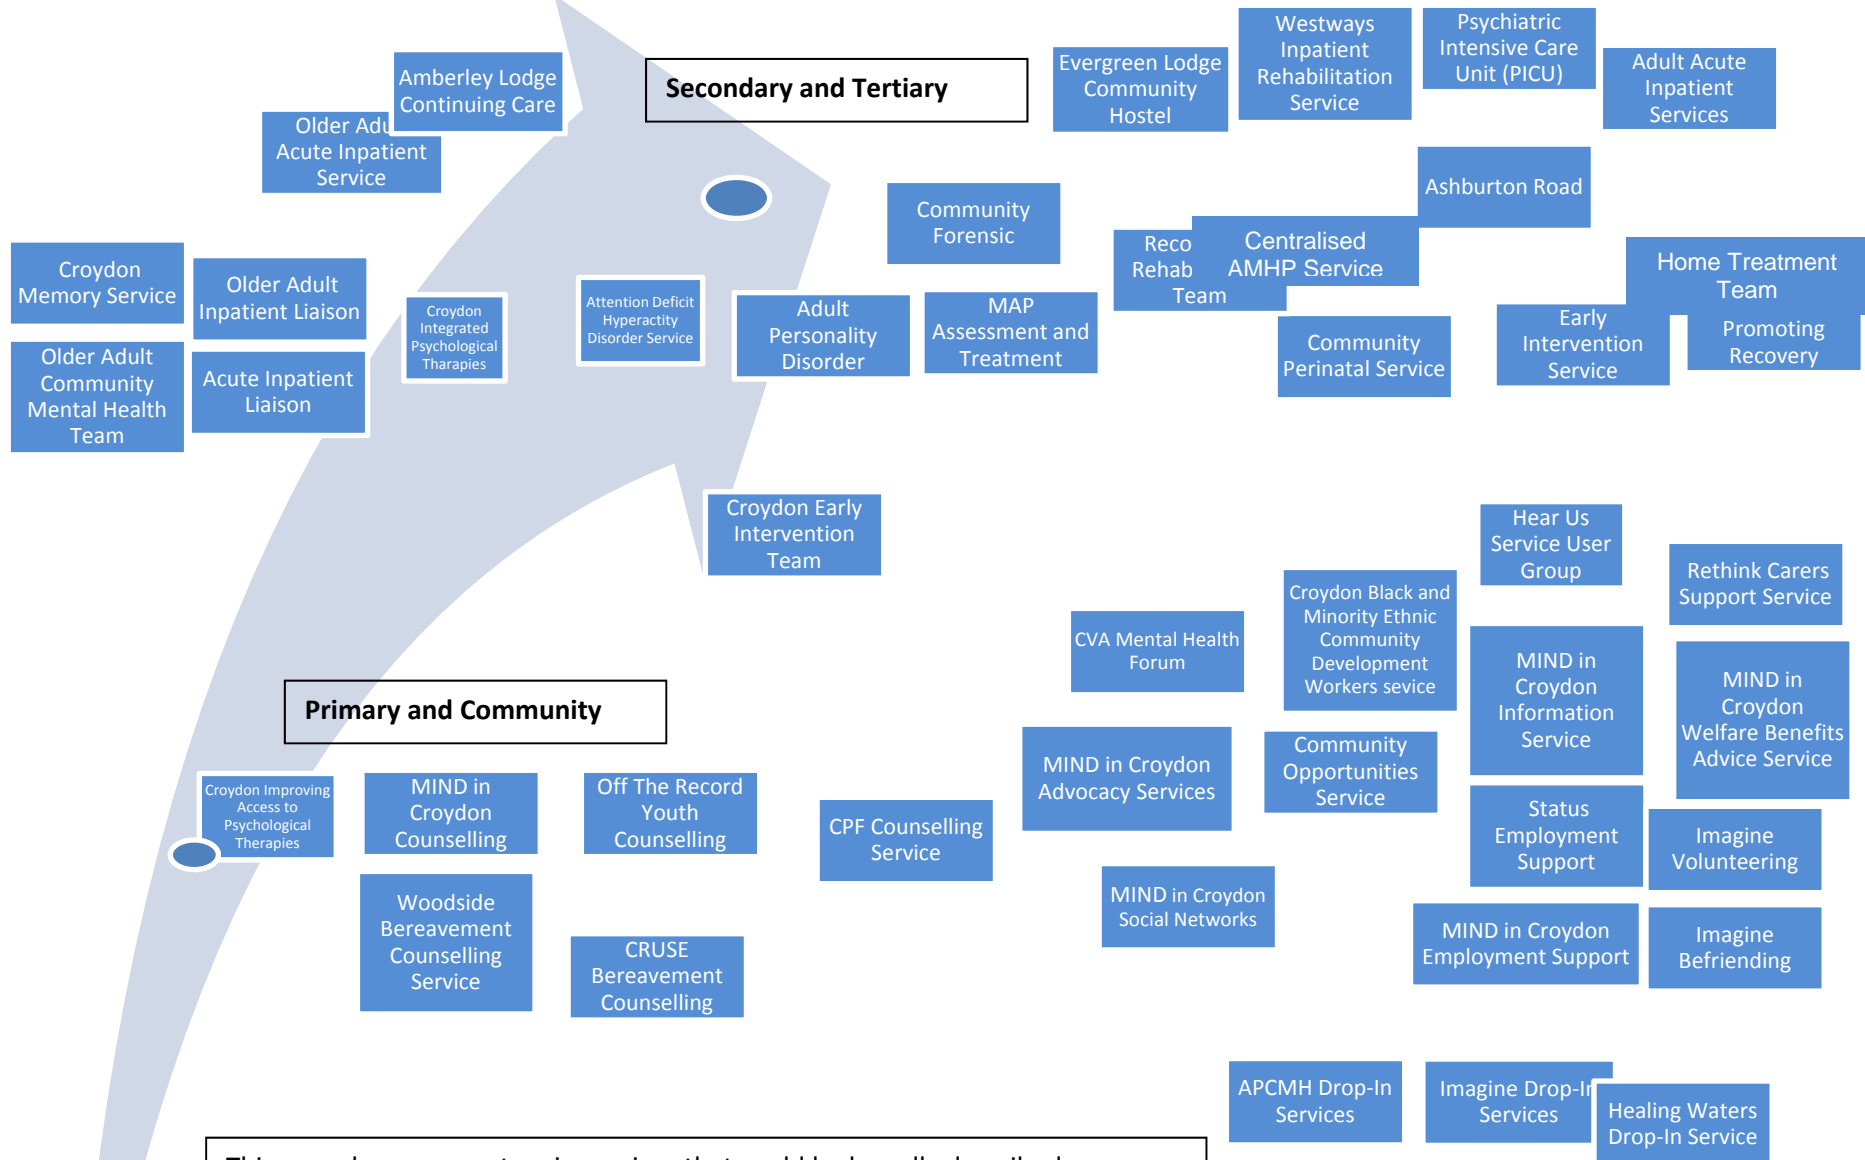 Westways
Inpatient
Rehabilitation
Service
Psychiatric
Intensive Care
Unit (PICU)
Evergreen Lodge
Community
Hostel
Adult Acute
Inpatient
Services
Amberley Lodge
Continuing Care
Secondary and Tertiary
Older
Acute Inpatient
Service
Ashburton Road
Community
Forensic
Team
Centralised
AMHP Service
Home Treatment
Team
Croydon
Memory Service
Older Adult
Inpatient Liaison
Croydon
Integrated
Psychological
Tharapies
Attention Deficit
Hyperactity
Disorder Service
Adult
Personality
Disorder
MAP
Assessment and
Treatment
Community
Perinatal Service
Early
Intervention
Service
Promoting
Recovery
Older Adult
Community
Mental Health
Team
Acute Inpatient
Liaison
Croydon Early
Intervention
Team
Hear Us
Service User
Group
Rethink Carers
Support Service
Croydon Black and
Minority Ethnic
Community
Development
Workers sevice
CVA Mental Health
Forum
MIND in
Croydon
Information
Service
MIND in
Croydon
Welfare Benefits
Advice Service
Primary and Community
MIND in Croydon
Advocacy Services
Community
Opportunities
Service
Croydon Improving
Access to
Psychological
Therapies
MIND in
Croydon
Counselling
Off The Record
Youth
Counselling
CPF Counselling
Service
Status
Employment
Support
Imagine
Volunteering
Woodside
Bereavement
Counselling
Service
CRUSE
Bereavement
Counselling
MIND in Croydon
Social Networks
MIND in Croydon
Employment Support
Imagine
Befriending
APCMH Drop-In
Services
Imagine Drop-In
Services
Healing Waters
Drop-In Service